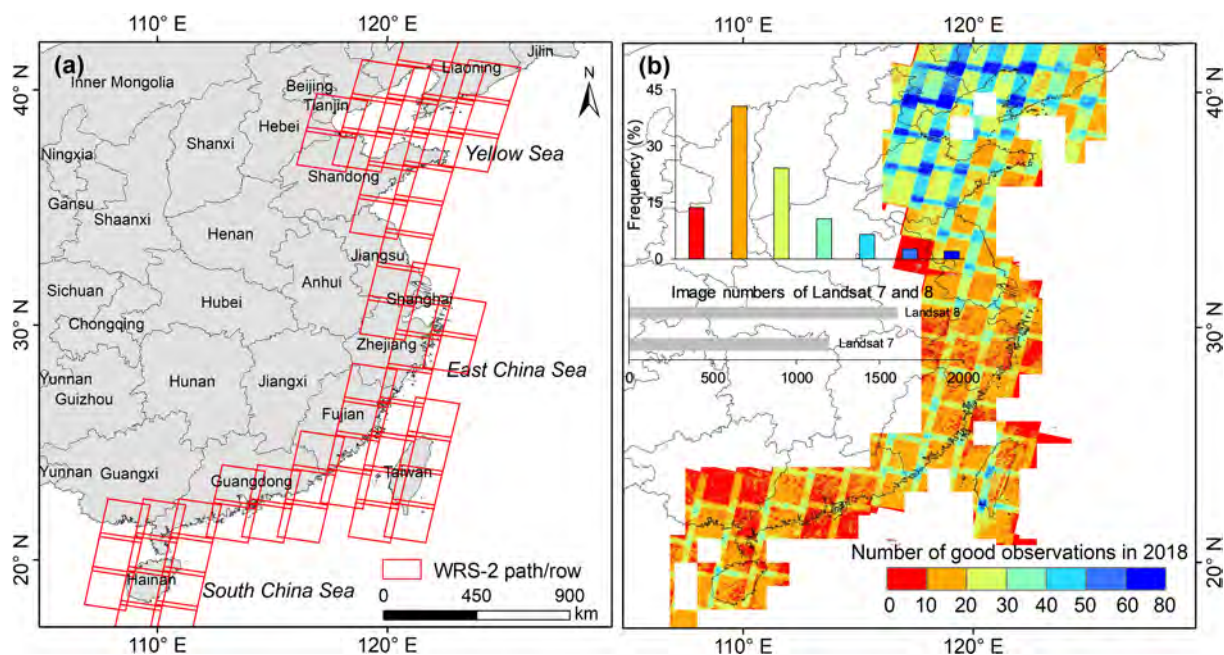 110° E
120° E
110° E
120° E
(a)
Jilin
Liaoning
N
Inner Mongolia
Beijing
Tianjin
40° N
Hebei
Shanxi
Yellow Sea
Ningxia
Shandong
Gansu
Shaanxi
Henan
Jiangsu
Anhui
Sichuan
Hubei
Shanghai
Chongqing
30° N
Zhejiang
East China Sea
Yunnan
Hunan
Jiangxi
Guizhou
Fujian
Yunnan
Guangxi
Guangdong
Taiwan
20° N
Hainan
South China Sea
WRS-2 path/row
0 450 900
km
110° E
120° E
(b)
45
30
15
0
Frequency (%)
40° N
Image numbers of Landsat 7 and 8
Landsat 8
Landsat 7
30° N
0 500 1000 1500 2000
Number of good observations in 2018
0 10 20 30 40 50 60 80
20° N
110° E
120° E